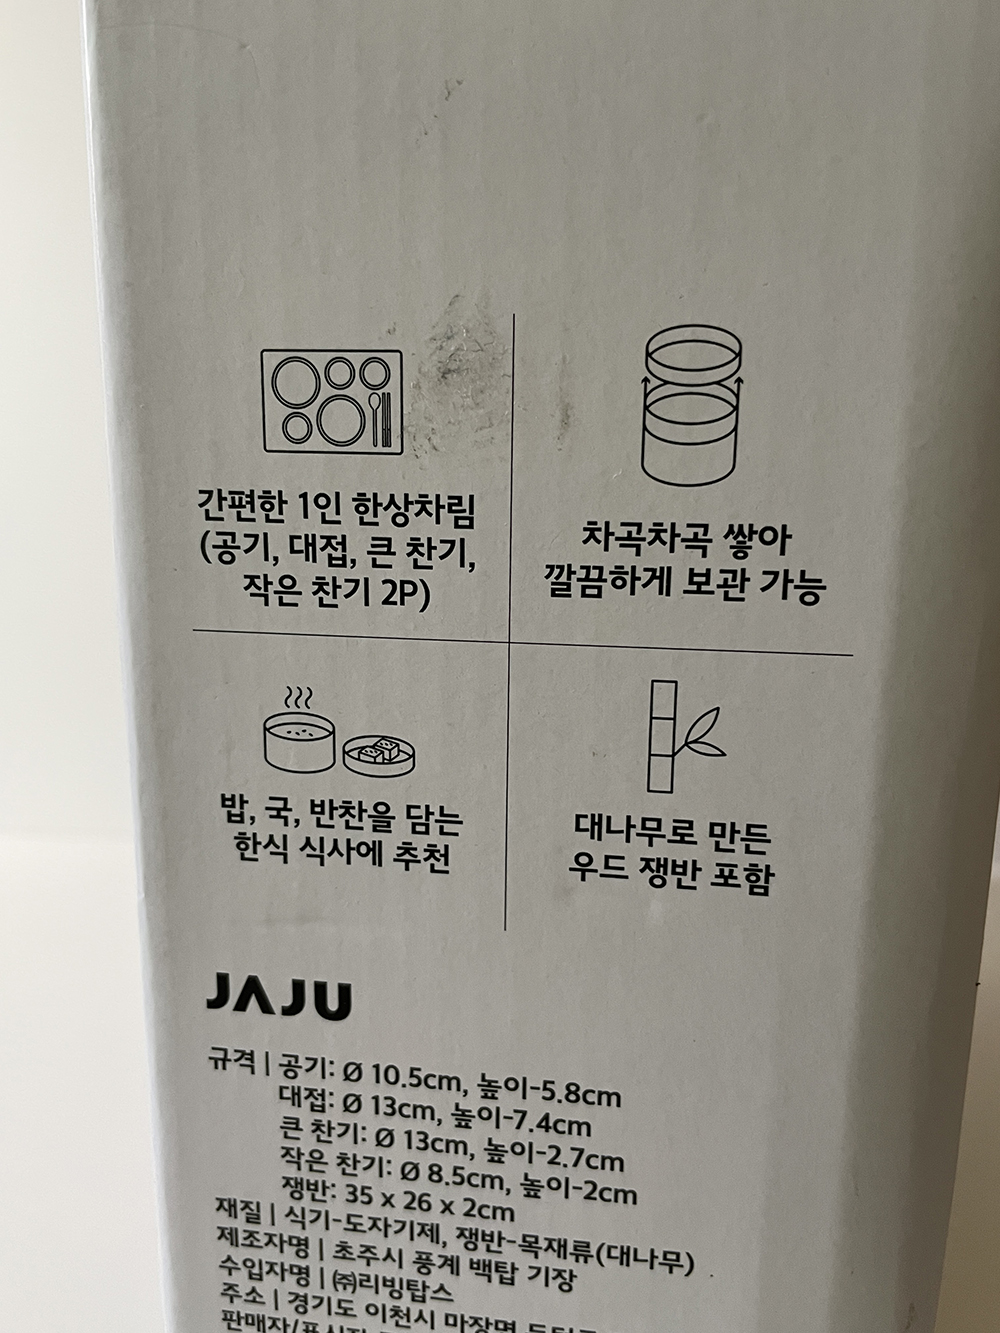 간편한 1인 한상차림
(공기, 대접, 큰 찬기,
작은 찬기 2P)
차곡차곡 쌓아
깔끔하게 보관 가능
밥, 국, 반찬을 담는
한식 식사에 추천
대나무로 만든
우드 쟁반 포함
JAJU
규격 | 공기: Ø 10.5cm, 높이-5.8cm
대접: Ø 13cm, 높이-7.4cm
큰 찬기: Ø 13cm, 높이-2.7cm
작은 찬기: Ø 8.5cm, 높이-2cm
쟁반: 35 x 26 x 2cm
재질 | 식기-도자기제, 쟁반-목재류(대나무)
제조자명 | 초주시 풍계 백탑 기장
수입자명 | ㈜리빙탑스
주소 | 경기도 이천시 마장면
판매자/표시자